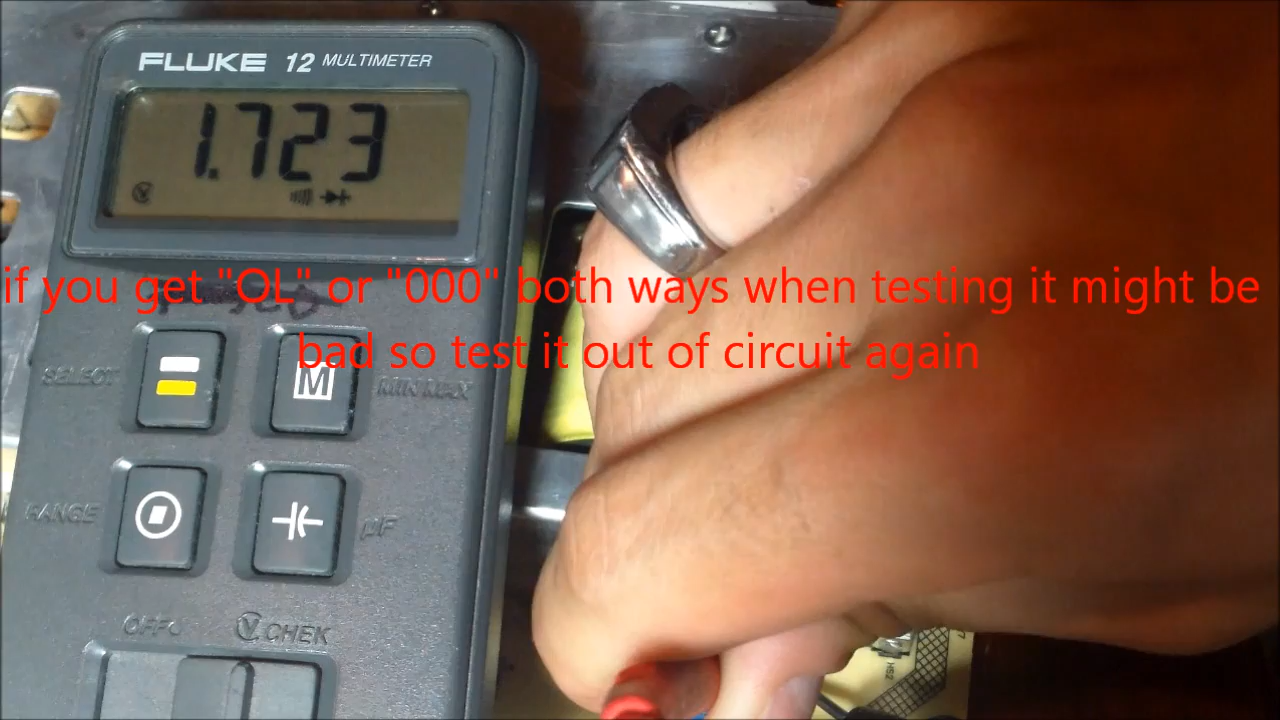 FLUKE 12 MULTIMETER
1.723
if you get "OL" or "000" both ways when testing it might be
bad so test it out of circuit again
SELECT
M
MIN MAX
RANGE
µF
OFF
V CHEK
HS2